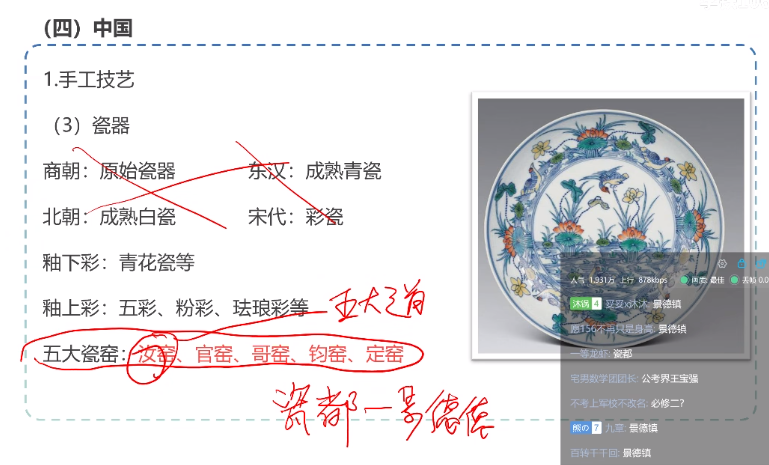 （四）中国
1.手工技艺
（3）瓷器
商朝：原始瓷器 东汉：成熟青瓷
北朝：成熟白瓷 宋代：彩瓷
釉下彩：青花瓷等
釉上彩：五彩、粉彩、珐琅彩等
五大之首
五大瓷窑：汝窑、官窑、哥窑、钧窑、定窑
瓷都一景德镇
人气 1,931万 上行 878kbps 画质 最佳 丢帧 0.0
4 妥妥x沐沐: 景德镇
愿156不再只是身高: 景德镇
一等龙虾: 瓷都
宅男数学团团长: 公考界王宝强
不考上军校不改名: 必修二?
7 九章: 景德镇
百转千千回: 景德镇